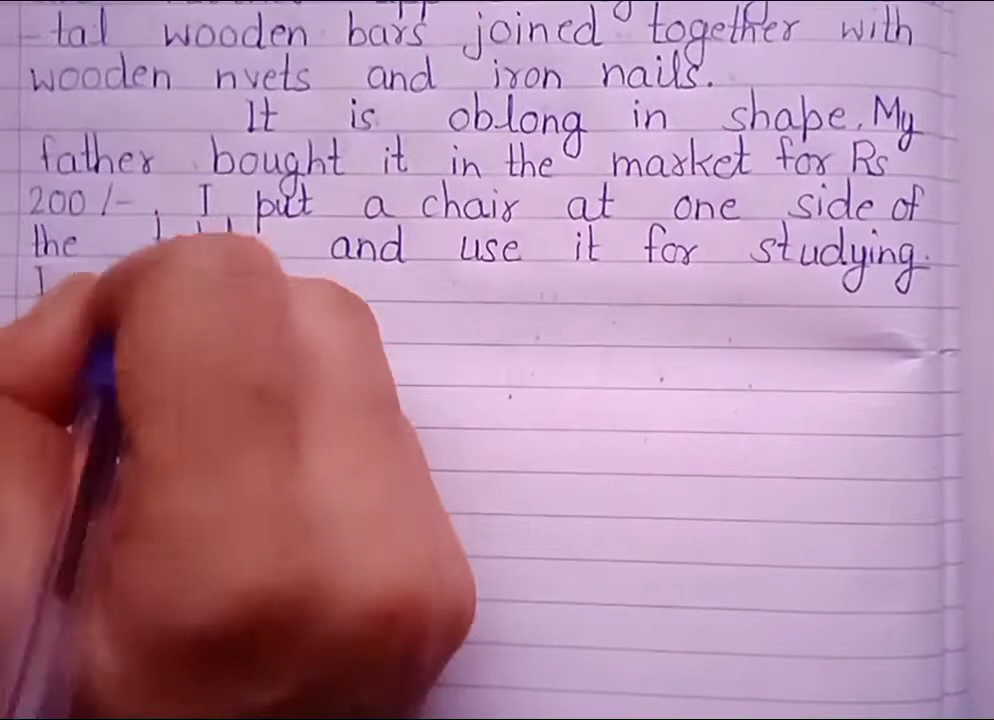 -tal wooden bars joined together with
wooden nvets and iron nails.
It is oblong in shape. My
father bought it in the market for Rs
200/-. I put a chair at one side of
the and use it for studying.
I